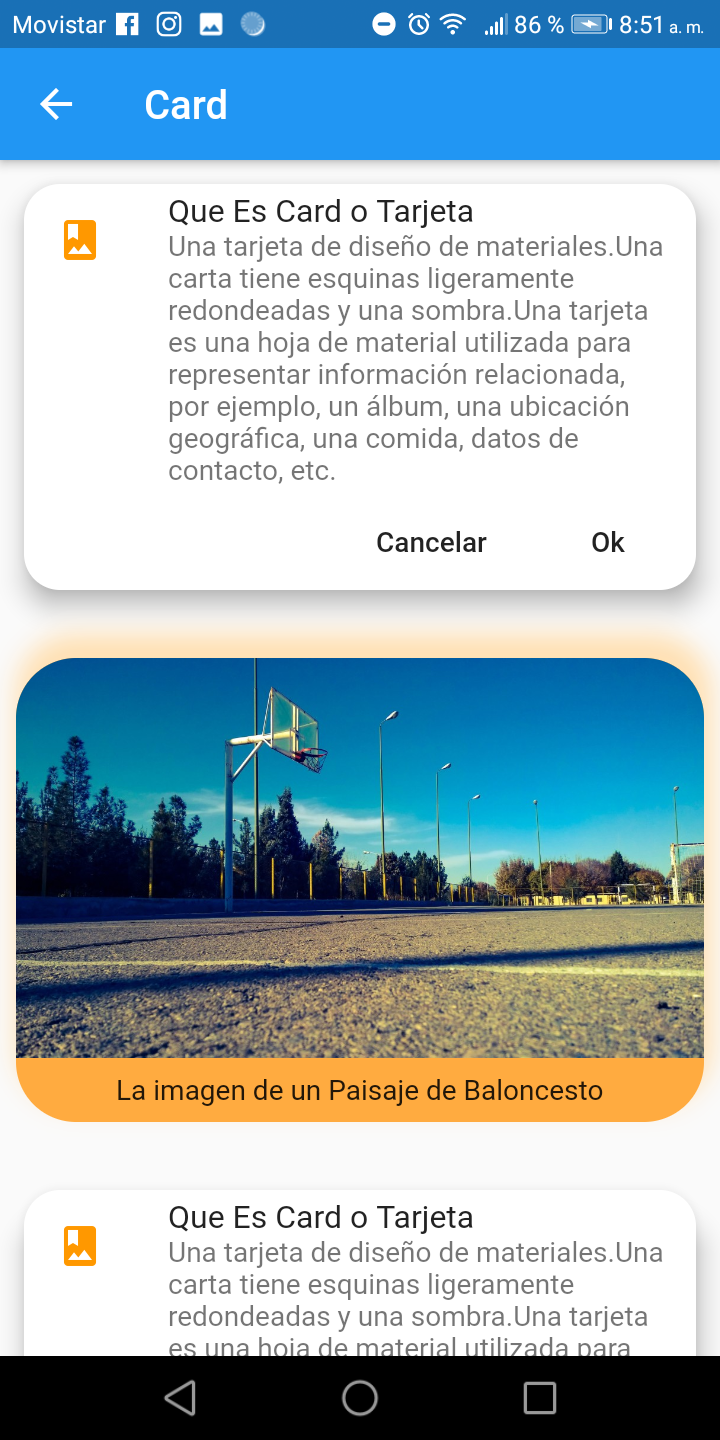 Movistar 86 % 8:51 a. m.
Card
Que Es Card o Tarjeta
Una tarjeta de diseño de materiales.Una
carta tiene esquinas ligeramente
redondeadas y una sombra.Una tarjeta
es una hoja de material utilizada para
representar información relacionada,
por ejemplo, un álbum, una ubicación
geográfica, una comida, datos de
contacto, etc.
Cancelar Ok
La imagen de un Paisaje de Baloncesto
Que Es Card o Tarjeta
Una tarjeta de diseño de materiales.Una
carta tiene esquinas ligeramente
redondeadas y una sombra.Una tarjeta
es una hoja de material utilizada para